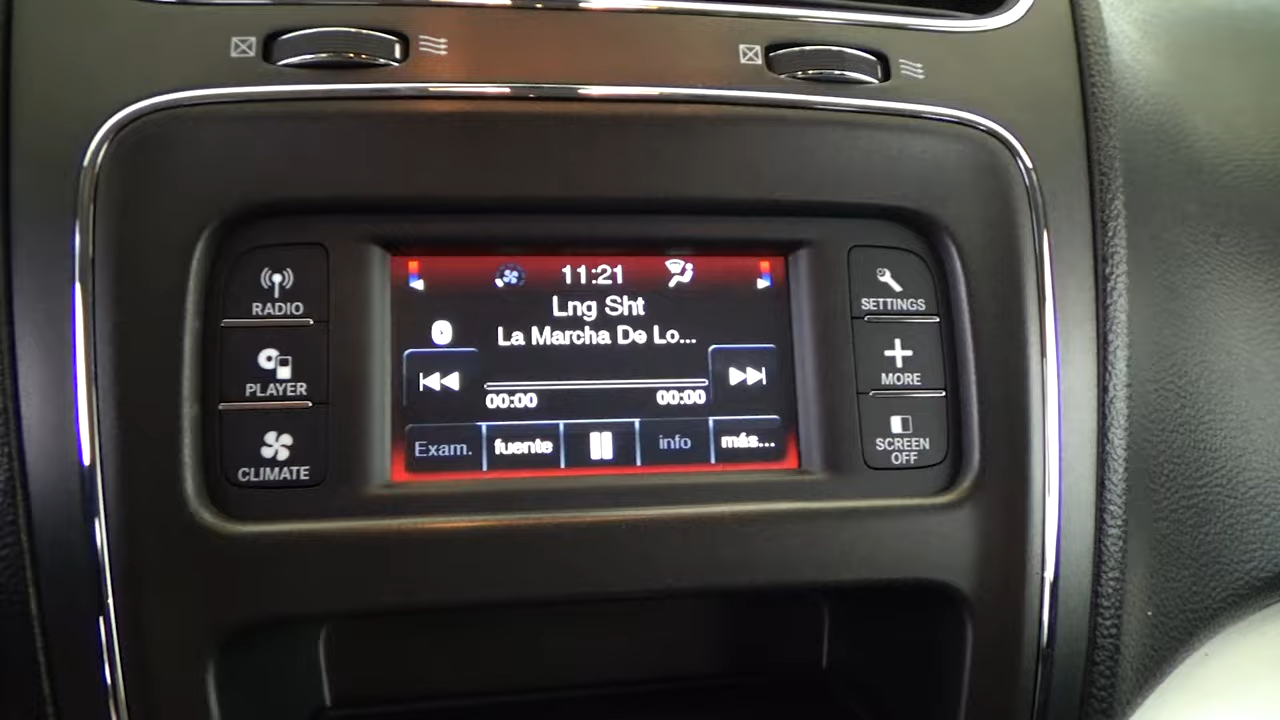 RADIO
PLAYER
CLIMATE
11:21
Lng Sht
La Marcha De Lo...
00:00 00:00
Exam. fuente info más...
SETTINGS
MORE
SCREEN
OFF